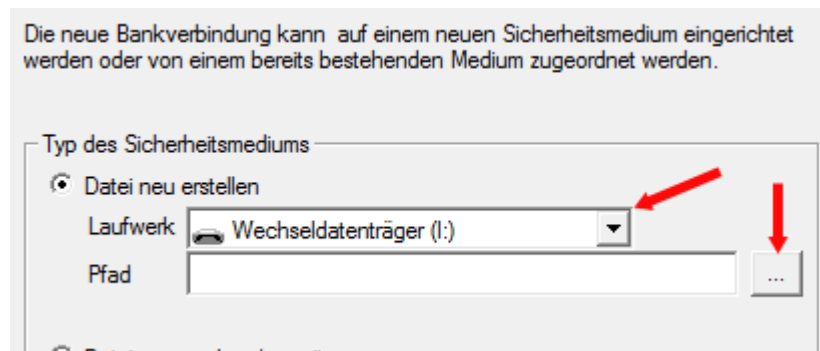 Die neue Bankverbindung kann auf einem neuen Sicherheitsmedium eingerichtet
werden oder von einem bereits bestehenden Medium zugeordnet werden.
Typ des Sicherheitsmediums
Datei neu erstellen
Laufwerk Wechseldatenträger (I:)
Pfad ...